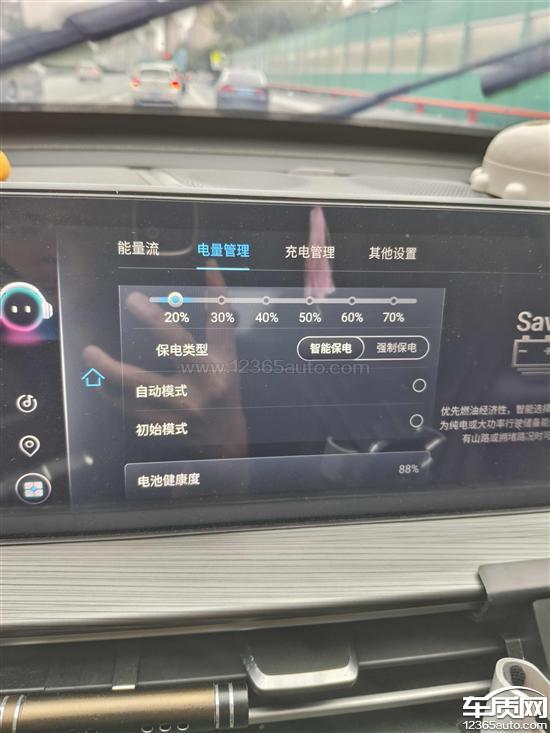 能量流 电量管理 充电管理 其他设置
20% 30% 40% 50% 60% 70%
Sav
保电类型 智能保电 强制保电
www.12365auto.com
自动模式
初始模式
优先燃油经济性，智能选择
为纯电或大功率行驶储备能
有山路或拥堵路况时可
电池健康度 88%
车质网
12365auto.com